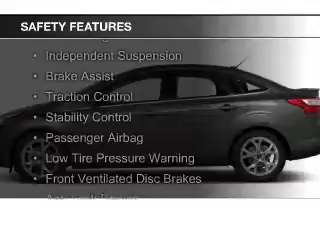 SAFETY FEATURES
• Independent Suspension
• Brake Assist
• Traction Control
• Stability Control
• Passenger Airbag
• Low Tire Pressure Warning
• Front Ventilated Disc Brakes